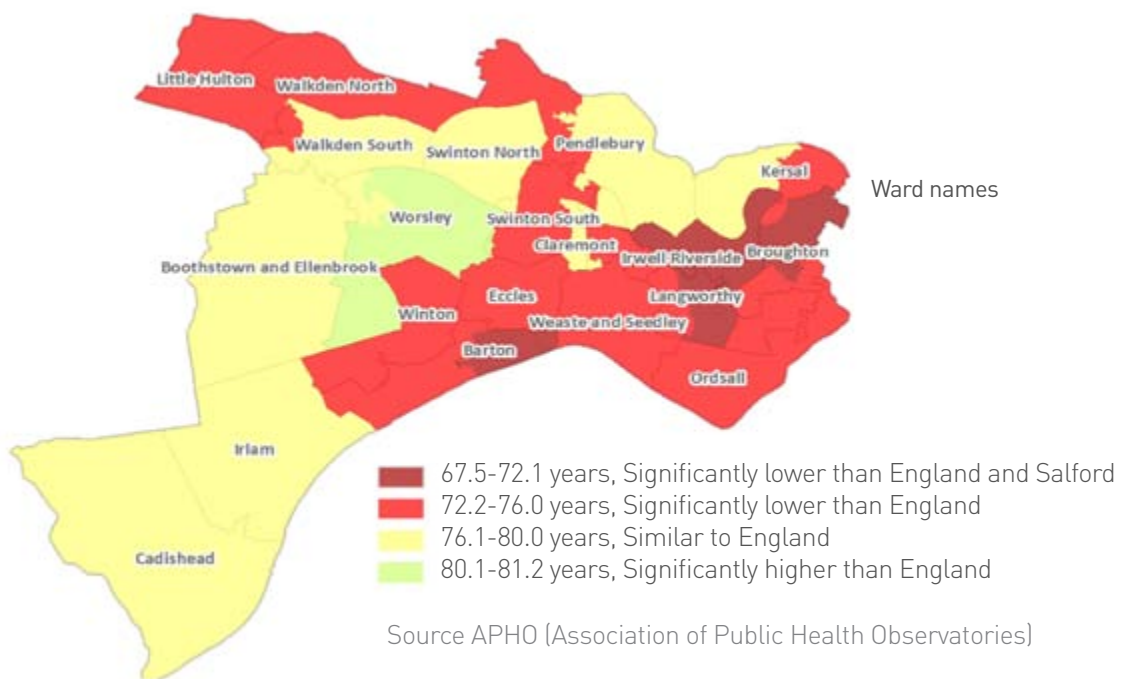 Little Hulton
Walkden North
Walkden South
Swinton North
Pendlebury
Kersal
Ward names
Worsley
Swinton South
Claremont
Irwell Riverside
Broughton
Boothstown and Ellenbrook
Winton
Eccles
Langworthy
Weaste and Seedley
Barton
Ordsall
Irlam
Cadishead
67.5-72.1 years, Significantly lower than England and Salford
72.2-76.0 years, Significantly lower than England
76.1-80.0 years, Similar to England
80.1-81.2 years, Significantly higher than England
Source APHO (Association of Public Health Observatories)